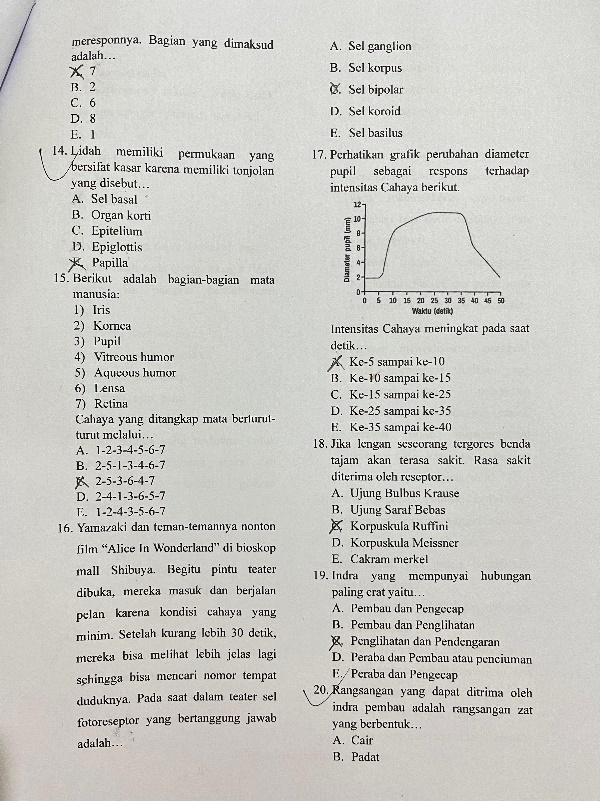 meresponnya. Bagian yang dimaksud
adalah...
A. 7
B. 2
C. 6
D. 8
E. 1
14. Lidah memiliki permukaan yang
bersifat kasar karena memiliki tonjolan
yang disebut...
A. Sel basal
B. Organ korti
C. Epitelium
D. Epiglottis
E. Papilla
15. Berikut adalah bagian-bagian mata
manusia:
1) Iris
2) Kornea
3) Pupil
4) Vitreous humor
5) Aqueous humor
6) Lensa
7) Retina
Cahaya yang ditangkap mata berturut-
turut melalui...
A. 1-2-3-4-5-6-7
B. 2-5-1-3-4-6-7
C. 2-5-3-6-4-7
D. 2-4-1-3-6-5-7
E. 1-2-4-3-5-6-7
16. Yamazaki dan teman-temannya nonton
film “Alice In Wonderland” di bioskop
mall Shibuya. Begitu pintu teater
dibuka, mereka masuk dan berjalan
pelan karena kondisi cahaya yang
minim. Setelah kurang lebih 30 detik,
mereka bisa melihat lebih jelas lagi
sehingga bisa mencari nomor tempat
duduknya. Pada saat dalam teater sel
fotoreseptor yang bertanggung jawab
adalah...
A. Sel ganglion
B. Sel korpus
C. Sel bipolar
D. Sel koroid
E. Sel basilus
17. Perhatikan grafik perubahan diameter
pupil sebagai respons terhadap
intensitas Cahaya berikut.
Diameter pupil (mm)
12
10
8
6
4
2
0
0 5 10 15 20 25 30 35 40 45 50
Waktu (detik)
Intensitas Cahaya meningkat pada saat
detik...
A. Ke-5 sampai ke-10
B. Ke-10 sampai ke-15
C. Ke-15 sampai ke-25
D. Ke-25 sampai ke-35
E. Ke-35 sampai ke-40
18. Jika lengan seseorang tergores benda
tajam akan terasa sakit. Rasa sakit
diterima oleh reseptor...
A. Ujung Bulbus Krause
B. Ujung Saraf Bebas
C. Korpuskula Ruffini
D. Korpuskula Meissner
E. Cakram merkel
19. Indra yang mempunyai hubungan
paling erat yaitu...
A. Pembau dan Pengecap
B. Pembau dan Penglihatan
C. Penglihatan dan Pendengaran
D. Peraba dan Pembau atau penciuman
E. Peraba dan Pengecap
20. Rangsangan yang dapat ditrima oleh
indra pembau adalah rangsangan zat
yang berbentuk...
A. Cair
B. Padat